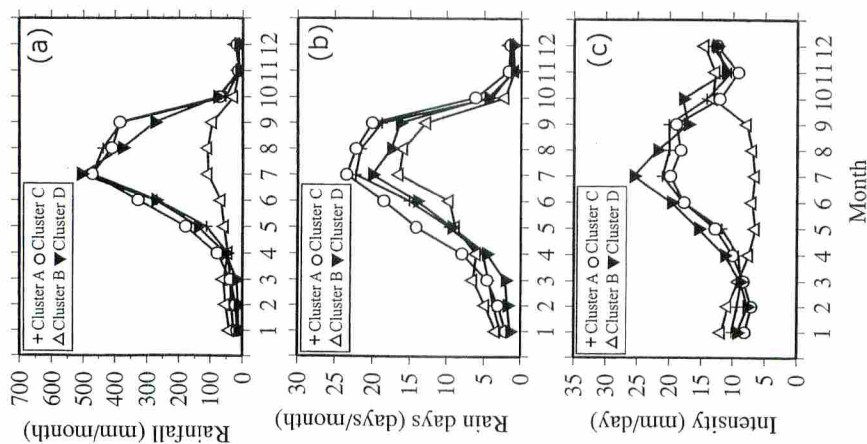 (a)
+ Cluster A ○ Cluster C
△ Cluster B ▼ Cluster D
Rainfall (mm/month)
700
600
500
400
300
200
100
0
1 2 3 4 5 6 7 8 9 10 11 12
(b)
+ Cluster A ○ Cluster C
△ Cluster B ▼ Cluster D
Rain days (days/month)
30
25
20
15
10
5
0
1 2 3 4 5 6 7 8 9 10 11 12
(c)
+ Cluster A ○ Cluster C
△ Cluster B ▼ Cluster D
Intensity (mm/day)
35
30
25
20
15
10
5
0
1 2 3 4 5 6 7 8 9 10 11 12
Month